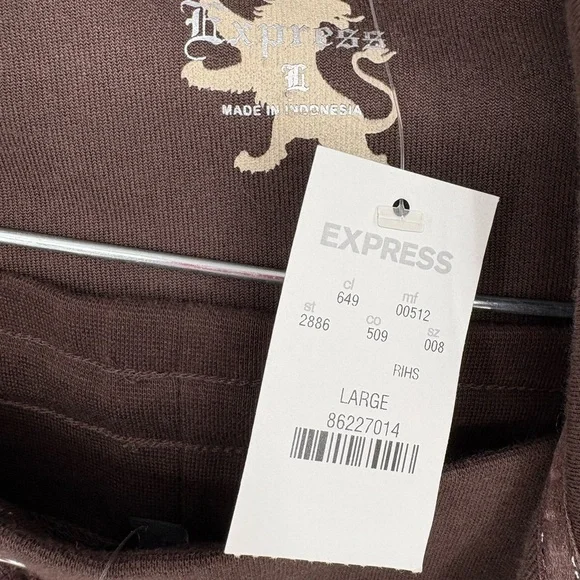 Express
L
MADE IN INDONESIA
EXPRESS
cl mf
649 00512
st co sz
2886 509 008
RIHS
LARGE
86227014